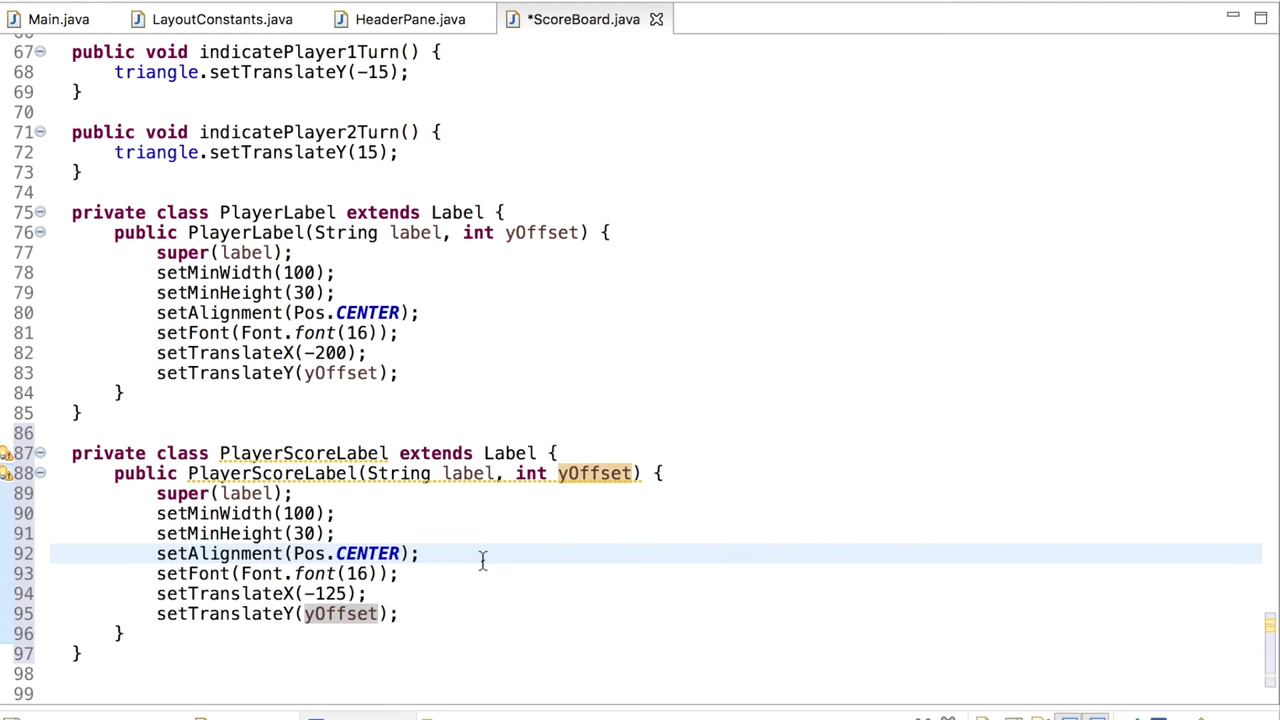 Main.java LayoutConstants.java HeaderPane.java *ScoreBoard.java
66
67 public void indicatePlayer1Turn() {
68 triangle.setTranslateY(-15);
69 }
70
71 public void indicatePlayer2Turn() {
72 triangle.setTranslateY(15);
73 }
74
75 private class PlayerLabel extends Label {
76 public PlayerLabel(String label, int yOffset) {
77 super(label);
78 setMinWidth(100);
79 setMinHeight(30);
80 setAlignment(Pos.CENTER);
81 setFont(Font.font(16));
82 setTranslateX(-200);
83 setTranslateY(yOffset);
84 }
85 }
86
87 private class PlayerScoreLabel extends Label {
88 public PlayerScoreLabel(String label, int yOffset) {
89 super(label);
90 setMinWidth(100);
91 setMinHeight(30);
92 setAlignment(Pos.CENTER);
93 setFont(Font.font(16));
94 setTranslateX(-125);
95 setTranslateY(yOffset);
96 }
97 }
98
99